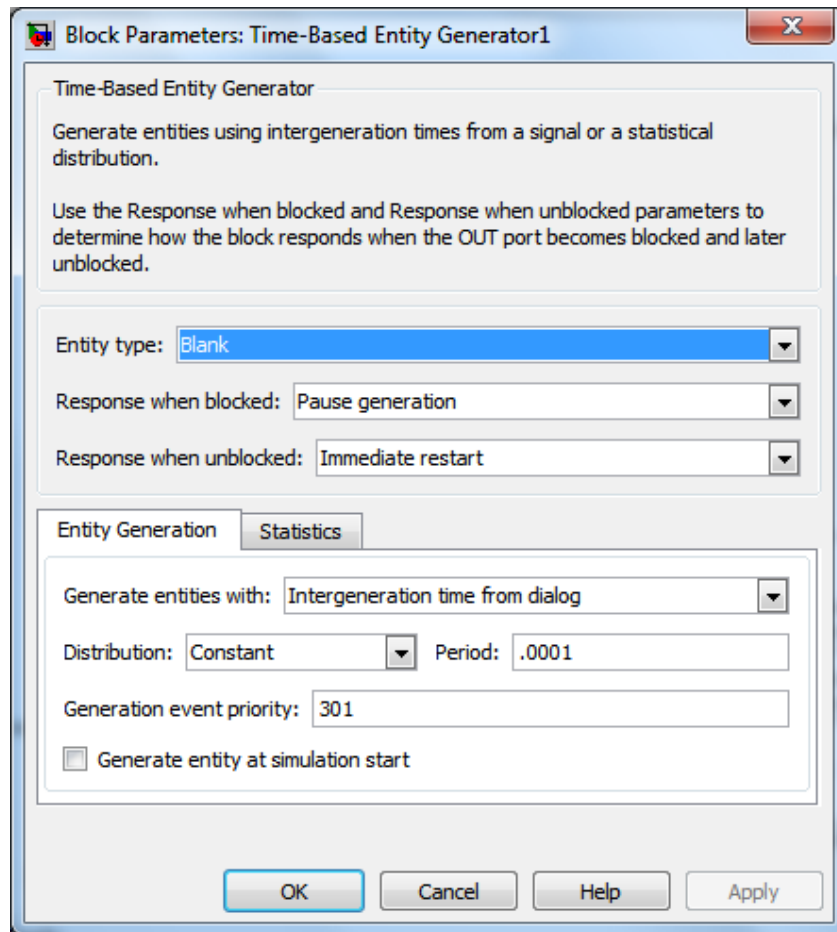 Block Parameters: Time-Based Entity Generator1
Time-Based Entity Generator
Generate entities using intergeneration times from a signal or a statistical
distribution.
Use the Response when blocked and Response when unblocked parameters to
determine how the block responds when the OUT port becomes blocked and later
unblocked.
Entity type: Blank
Response when blocked: Pause generation
Response when unblocked: Immediate restart
Entity Generation Statistics
Generate entities with: Intergeneration time from dialog
Distribution: Constant Period: .0001
Generation event priority: 301
Generate entity at simulation start
OK Cancel Help Apply